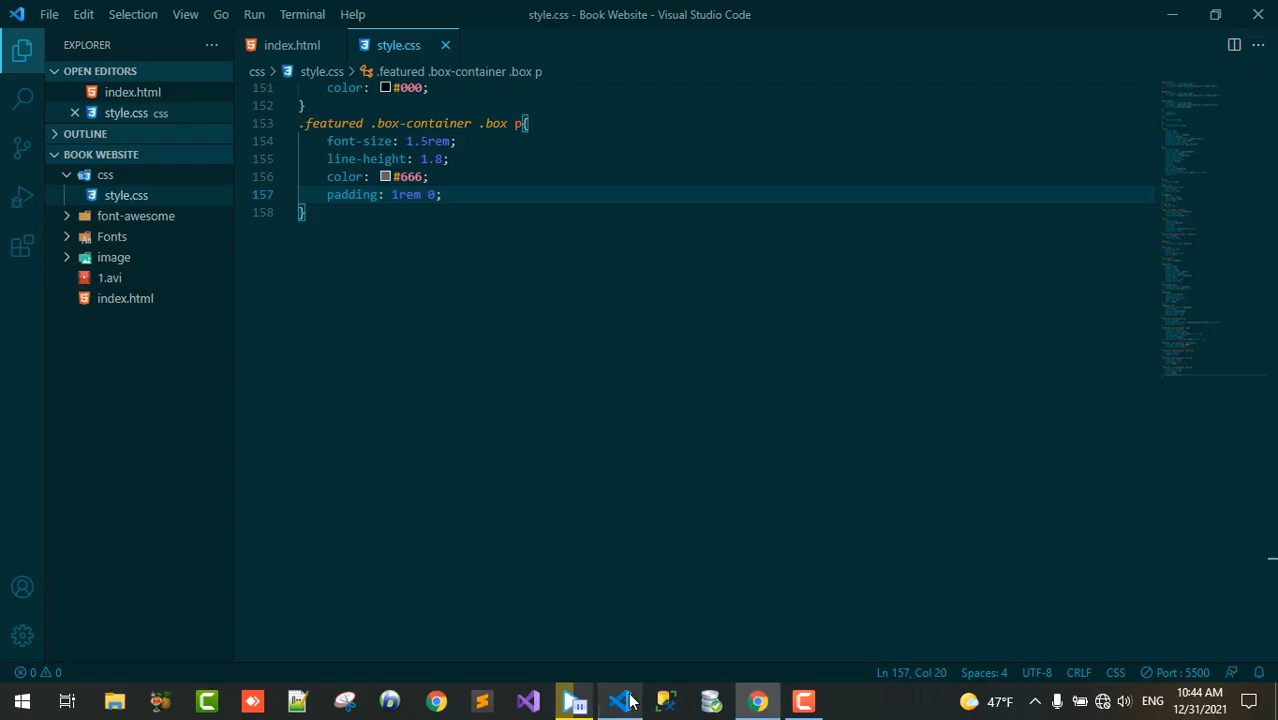 File Edit Selection View Go Run Terminal Help style.css - Book Website - Visual Studio Code
EXPLORER
OPEN EDITORS
index.html
style.css css
OUTLINE
BOOK WEBSITE
css
style.css
font-awesome
Fonts
image
1.avi
index.html
index.html style.css
css > style.css > .featured .box-container .box p
151 color: #000;
152 }
153 .featured .box-container .box p{
154 font-size: 1.5rem;
155 line-height: 1.8;
156 color: #666;
157 padding: 1rem 0;
158 }
0 0 Ln 157, Col 20 Spaces: 4 UTF-8 CRLF CSS Port : 5500
47°F ENG 10:44 AM
12/31/2021